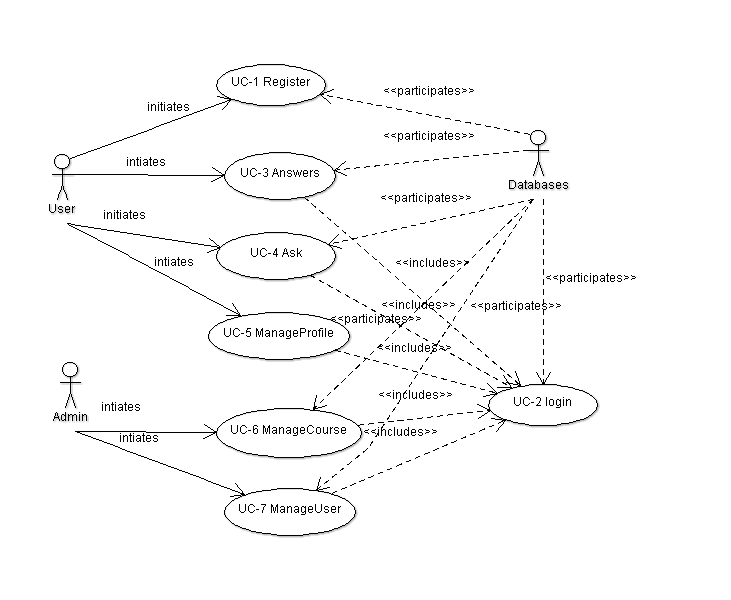 UC-1 Register
<<participates>>
initiates
<<participates>>
intiates
UC-3 Answers
Databases
User
<<participates>>
initiates
UC-4 Ask
intiates
<<includes>>
<<participates>>
<<includes>>
<<participates>>
<<participates>>
UC-5 ManageProfile
<<includes>>
<<includes>>
UC-2 login
Admin
intiates
UC-6 ManageCourse
<<includes>>
intiates
UC-7 ManageUser